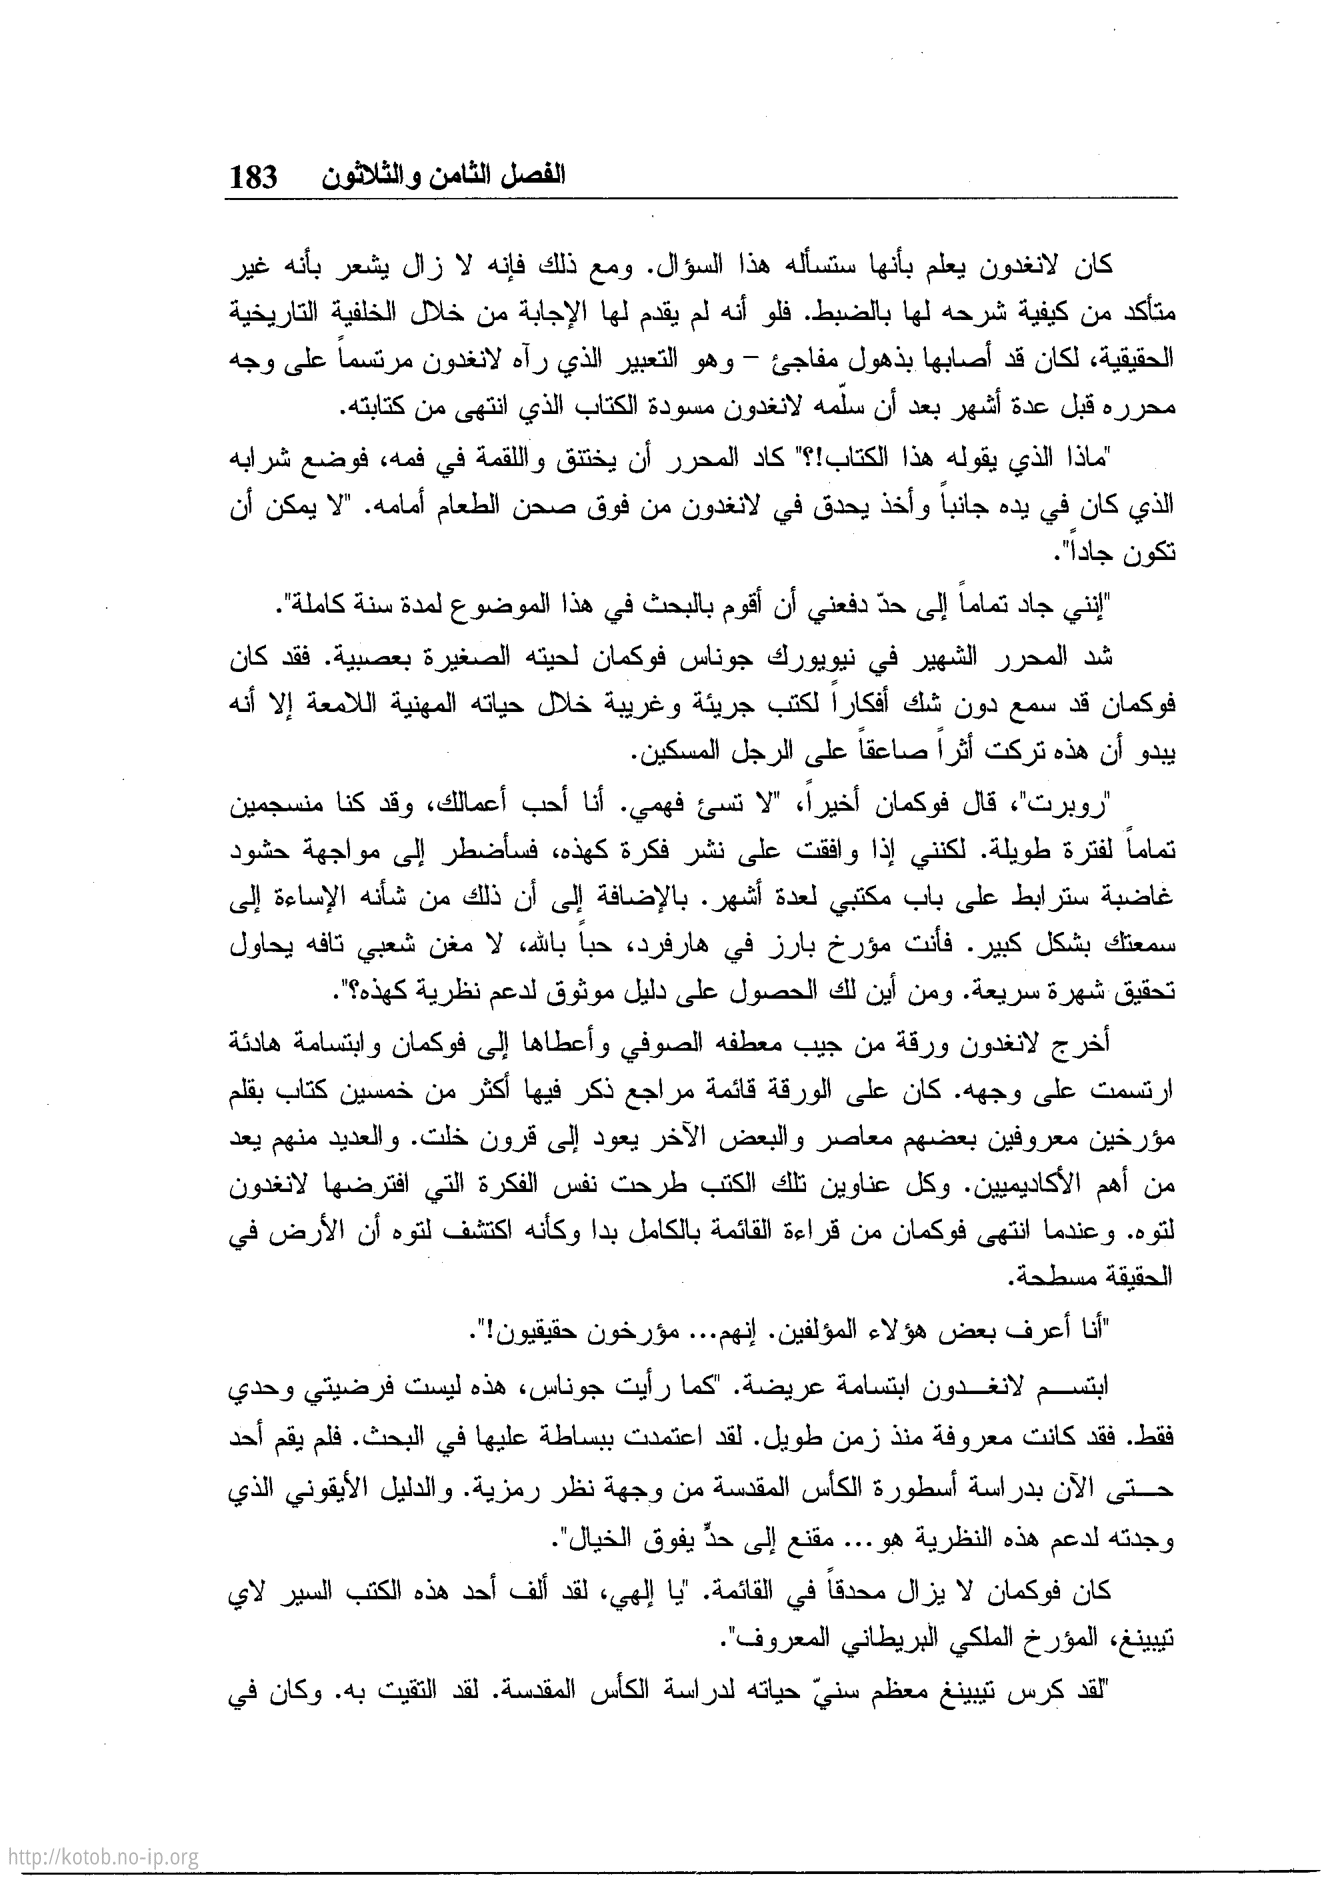 الفصل الثامن والثلاثون 183
كان لانغدون يعلم بأنها ستسأله هذا السؤال. ومع ذلك فإنه لا زال يشعر بأنه غير
متأكد من كيفية شرحه لها بالضبط. فلو أنه لم يقدم لها الإجابة من خلال الخلفية التاريخية
الحقيقية، لكان قد أصابها بذهول مفاجئ – وهو التعبير الذي رآه لانغدون مرتسماً على وجه
محرره قبل عدة أشهر بعد أن سلّمه لانغدون مسودة الكتاب الذي انتهى من كتابته.
"ماذا الذي يقوله هذا الكتاب!؟" كاد المحرر أن يختنق واللقمة في فمه، فوضع شرابه
الذي كان في يده جانباً وأخذ يحدق في لانغدون من فوق صحن الطعام أمامه. "لا يمكن أن
تكون جاداً".
"إنني جاد تماماً إلى حدّ دفعني أن أقوم بالبحث في هذا الموضوع لمدة سنة كاملة".
شد المحرر الشهير في نيويورك جوناس فوكمان لحيته الصغيرة بعصبية. فقد كان
فوكمان قد سمع دون شك أفكاراً لكتب جريئة وغريبة خلال حياته المهنية اللامعة إلا أنه
يبدو أن هذه تركت أثراً صاعقاً على الرجل المسكين.
"روبرت"، قال فوكمان أخيراً، "لا تسئ فهمي. أنا أحب أعمالك، وقد كنا منسجمين
تماماً لفترة طويلة. لكنني إذا وافقت على نشر فكرة كهذه، فسأضطر إلى مواجهة حشود
غاضبة سترابط على باب مكتبي لعدة أشهر. بالإضافة إلى أن ذلك من شأنه الإساءة إلى
سمعتك بشكل كبير. فأنت مؤرخ بارز في هارفرد، حباً بالله، لا مغن شعبي تافه يحاول
تحقيق شهرة سريعة. ومن أين لك الحصول على دليل موثوق لدعم نظرية كهذه؟".
أخرج لانغدون ورقة من جيب معطفه الصوفي وأعطاها إلى فوكمان وابتسامة هادئة
ارتسمت على وجهه. كان على الورقة قائمة مراجع ذكر فيها أكثر من خمسين كتاب بقلم
مؤرخين معروفين بعضهم معاصر والبعض الآخر يعود إلى قرون خلت. والعديد منهم يعد
من أهم الأكاديميين. وكل عناوين تلك الكتب طرحت نفس الفكرة التي افترضها لانغدون
لتوه. وعندما انتهى فوكمان من قراءة القائمة بالكامل بدا وكأنه اكتشف لتوه أن الأرض في
الحقيقة مسطحة.
"أنا أعرف بعض هؤلاء المؤلفين. إنهم... مؤرخون حقيقيون!".
ابتســم لانغــدون ابتسامة عريضة. "كما رأيت جوناس، هذه ليست فرضيتي وحدي
فقط. فقد كانت معروفة منذ زمن طويل. لقد اعتمدت ببساطة عليها في البحث. فلم يقم أحد
حــتى الآن بدراسة أسطورة الكأس المقدسة من وجهة نظر رمزية. والدليل الأيقوني الذي
وجدته لدعم هذه النظرية هو... مقنع إلى حدٍّ يفوق الخيال".
كان فوكمان لا يزال محدقاً في القائمة. "يا إلهي، لقد ألف أحد هذه الكتب السير لاي
تيبينغ، المؤرخ الملكي البريطاني المعروف".
"لقد كرس تيبينغ معظم سنيّ حياته لدراسة الكأس المقدسة. لقد التقيت به. وكان في
http://kotob.no-ip.org